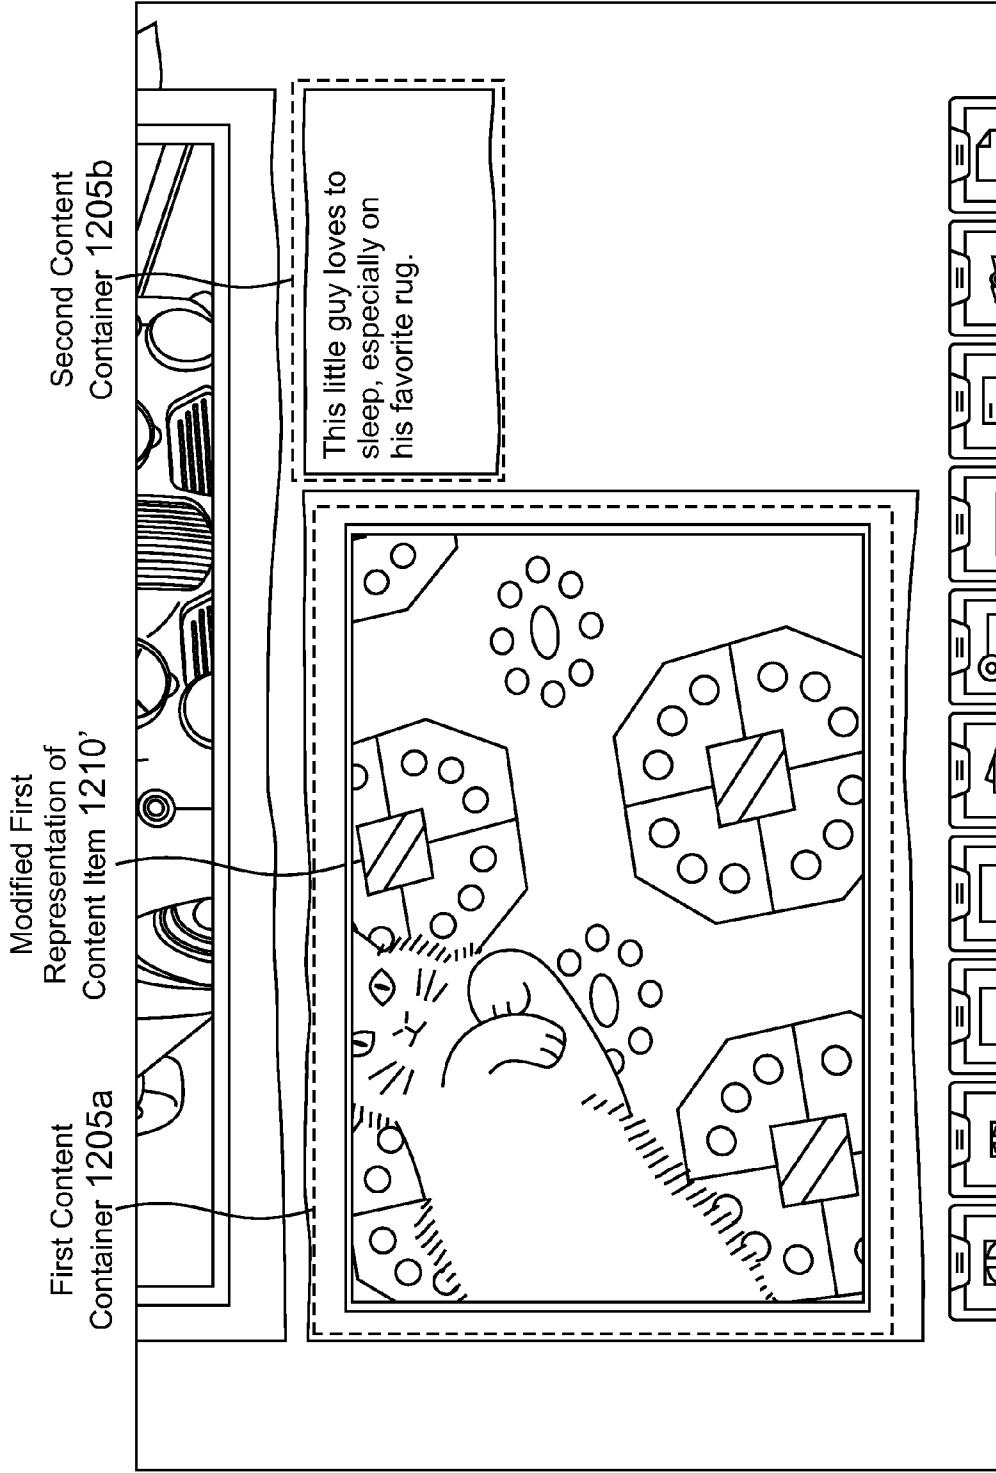 First Content
Container 1205a
Modified First
Representation of
Content Item 1210’
Second Content
Container 1205b
This little guy loves to
sleep, especially on
his favorite rug.